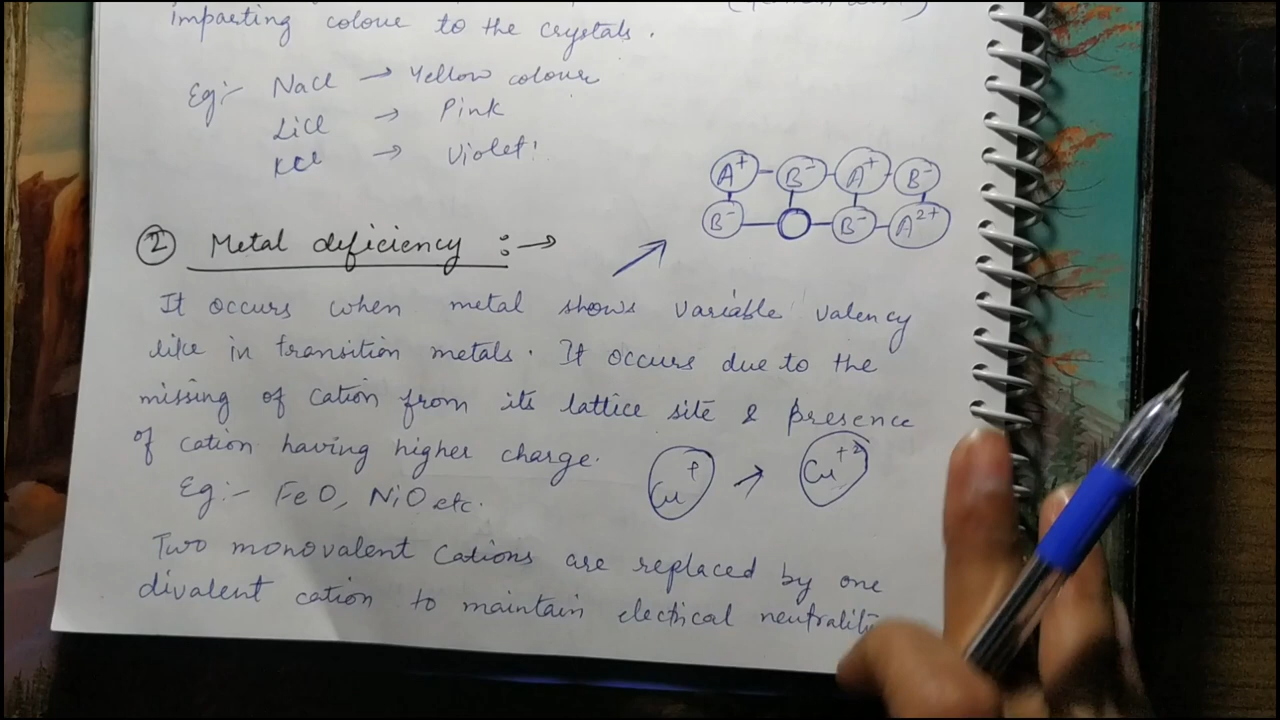 imparting colour to the crystals.
Eg:- NaCl → Yellow colour
LiCl → Pink
KCl → Violet!
A⁺ B⁻ A⁺ B⁻
B⁻ B⁻ A²⁺
② Metal deficiency :→
It occurs when metal shows variable valency
like in transition metals. It occurs due to the
missing of cation from its lattice site & presence
of cation having higher charge.
Cu⁺ → Cu⁺²
Eg:- FeO, NiO etc.
Two monovalent cations are replaced by one
divalent cation to maintain electrical neutrality